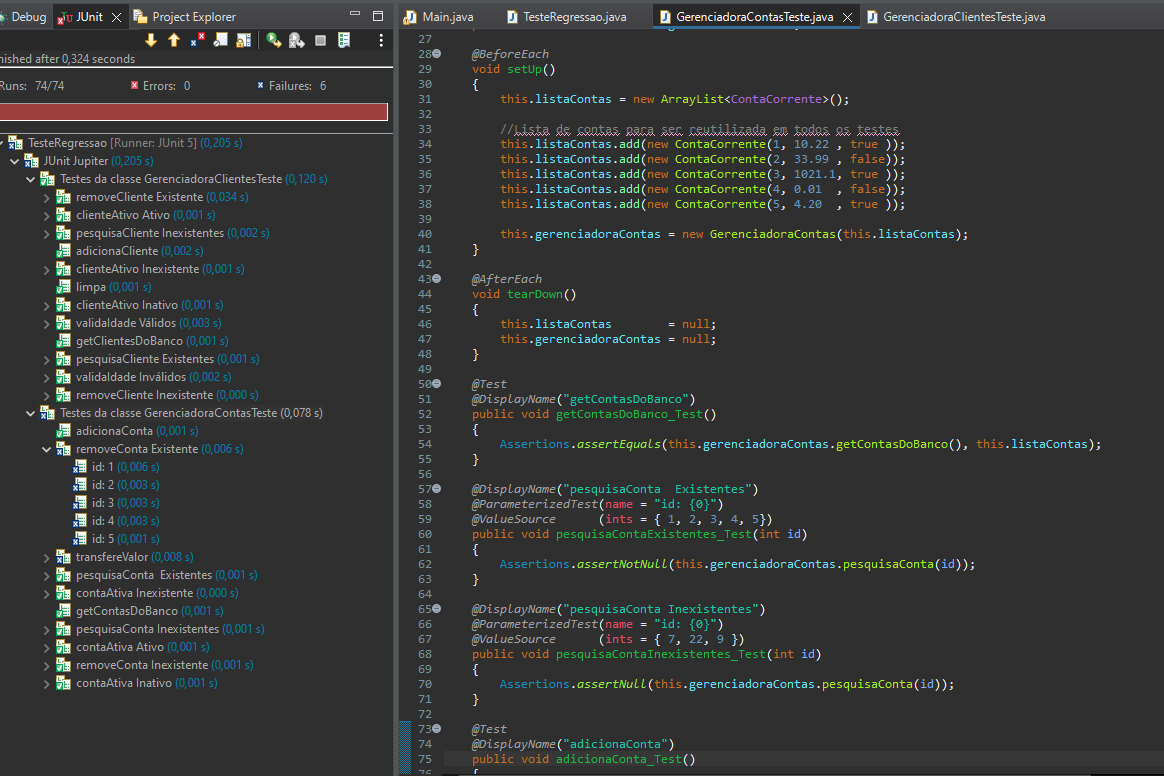 Debug
JUnit
Project Explorer
nished after 0,324 seconds
Runs: 74/74
Errors: 0
Failures: 6
TesteRegressao [Runner: JUnit 5] (0,205 s)
JUnit Jupiter (0,205 s)
Testes da classe GerenciadoraClientesTeste (0,120 s)
removeCliente Existente (0,034 s)
clienteAtivo Ativo (0,001 s)
pesquisaCliente Inexistentes (0,002 s)
adicionaCliente (0,002 s)
clienteAtivo Inexistente (0,001 s)
limpa (0,001 s)
clienteAtivo Inativo (0,001 s)
validaIdade Válidos (0,003 s)
getClientesDoBanco (0,001 s)
pesquisaCliente Existentes (0,001 s)
validaIdade Inválidos (0,002 s)
removeCliente Inexistente (0,000 s)
Testes da classe GerenciadoraContasTeste (0,078 s)
adicionaConta (0,001 s)
removeConta Existente (0,006 s)
id: 1 (0,006 s)
id: 2 (0,003 s)
id: 3 (0,003 s)
id: 4 (0,003 s)
id: 5 (0,001 s)
transfereValor (0,008 s)
pesquisaConta  Existentes (0,001 s)
contaAtiva Inexistente (0,000 s)
getContasDoBanco (0,001 s)
pesquisaConta Inexistentes (0,001 s)
contaAtiva Ativo (0,001 s)
removeConta Inexistente (0,001 s)
contaAtiva Inativo (0,001 s)
Main.java
TesteRegressao.java
GerenciadoraContasTeste.java
GerenciadoraClientesTeste.java
27
28 @BeforeEach
29 void setUp()
30 {
31 this.listaContas = new ArrayList<ContaCorrente>();
32
33 //Lista de contas para ser reutilizada em todos os testes
34 this.listaContas.add(new ContaCorrente(1, 10.22 , true ));
35 this.listaContas.add(new ContaCorrente(2, 33.99 , false));
36 this.listaContas.add(new ContaCorrente(3, 1021.1, true ));
37 this.listaContas.add(new ContaCorrente(4, 0.01  , false));
38 this.listaContas.add(new ContaCorrente(5, 4.20  , true ));
39
40 this.gerenciadoraContas = new GerenciadoraContas(this.listaContas);
41 }
42
43 @AfterEach
44 void tearDown()
45 {
46 this.listaContas        = null;
47 this.gerenciadoraContas = null;
48 }
49
50 @Test
51 @DisplayName("getContasDoBanco")
52 public void getContasDoBanco_Test()
53 {
54 Assertions.assertEquals(this.gerenciadoraContas.getContasDoBanco(), this.listaContas);
55 }
56
57 @DisplayName("pesquisaConta  Existentes")
58 @ParameterizedTest(name = "id: {0}")
59 @ValueSource      (ints = { 1, 2, 3, 4, 5})
60 public void pesquisaContaExistentes_Test(int id)
61 {
62 Assertions.assertNotNull(this.gerenciadoraContas.pesquisaConta(id));
63 }
64
65 @DisplayName("pesquisaConta Inexistentes")
66 @ParameterizedTest(name = "id: {0}")
67 @ValueSource      (ints = { 7, 22, 9 })
68 public void pesquisaContaInexistentes_Test(int id)
69 {
70 Assertions.assertNull(this.gerenciadoraContas.pesquisaConta(id));
71 }
72
73 @Test
74 @DisplayName("adicionaConta")
75 public void adicionaConta_Test()
76 {